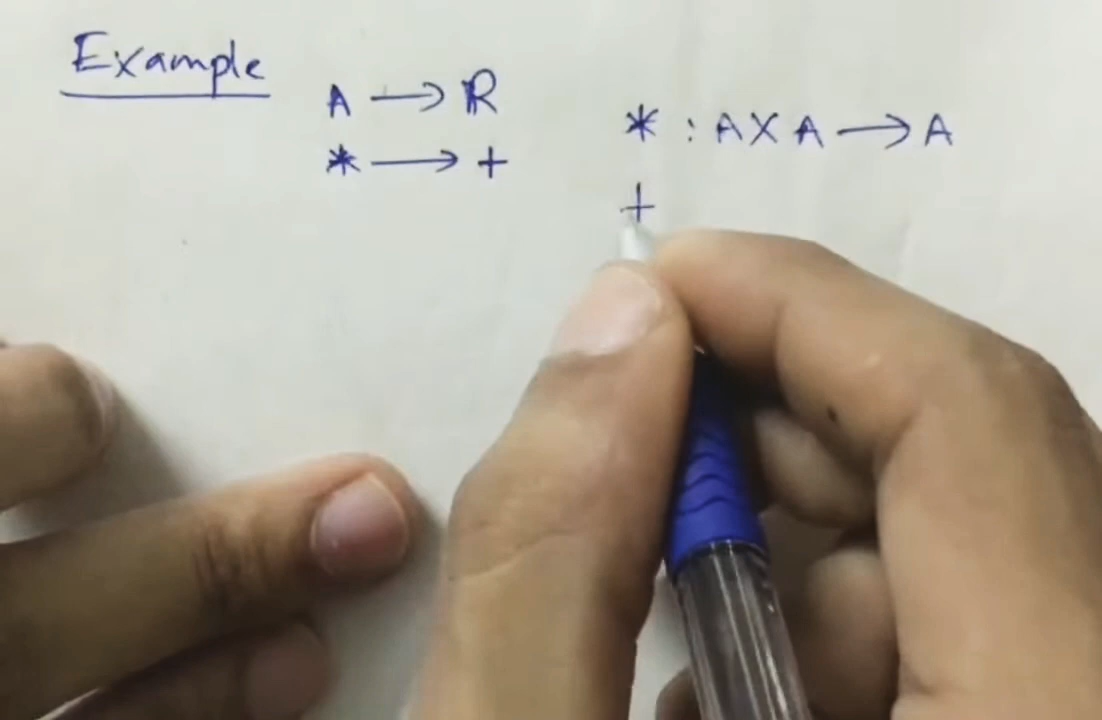 Example
A → R
* → +
* : A X A → A
+